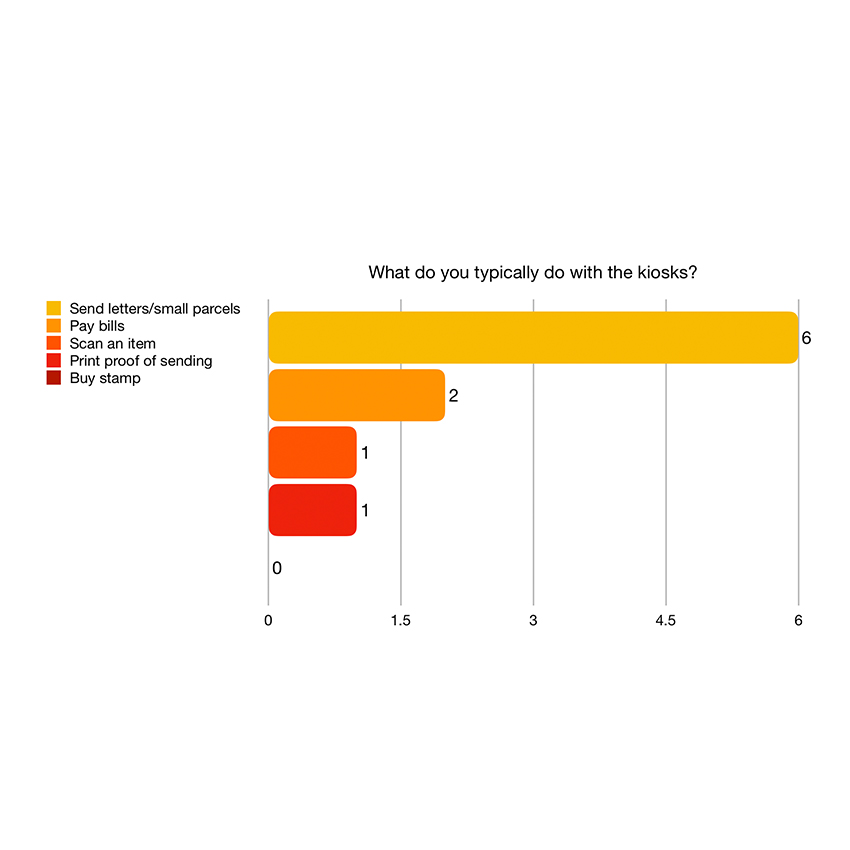 What do you typically do with the kiosks?
Send letters/small parcels
Pay bills
Scan an item
Print proof of sending
Buy stamp
6
2
1
1
0
0 1.5 3 4.5 6